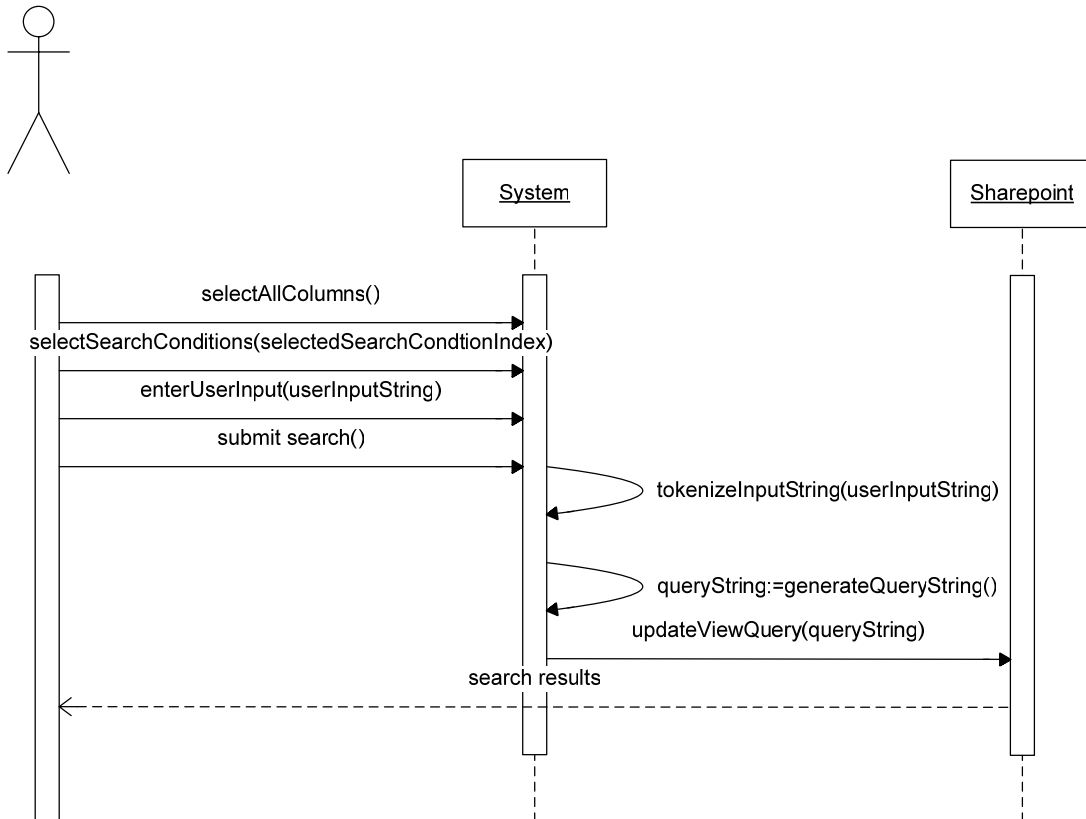 System
Sharepoint
selectAllColumns()
selectSearchConditions(selectedSearchCondtionIndex)
enterUserInput(userInputString)
submit search()
tokenizeInputString(userInputString)
queryString:=generateQueryString()
updateViewQuery(queryString)
search results